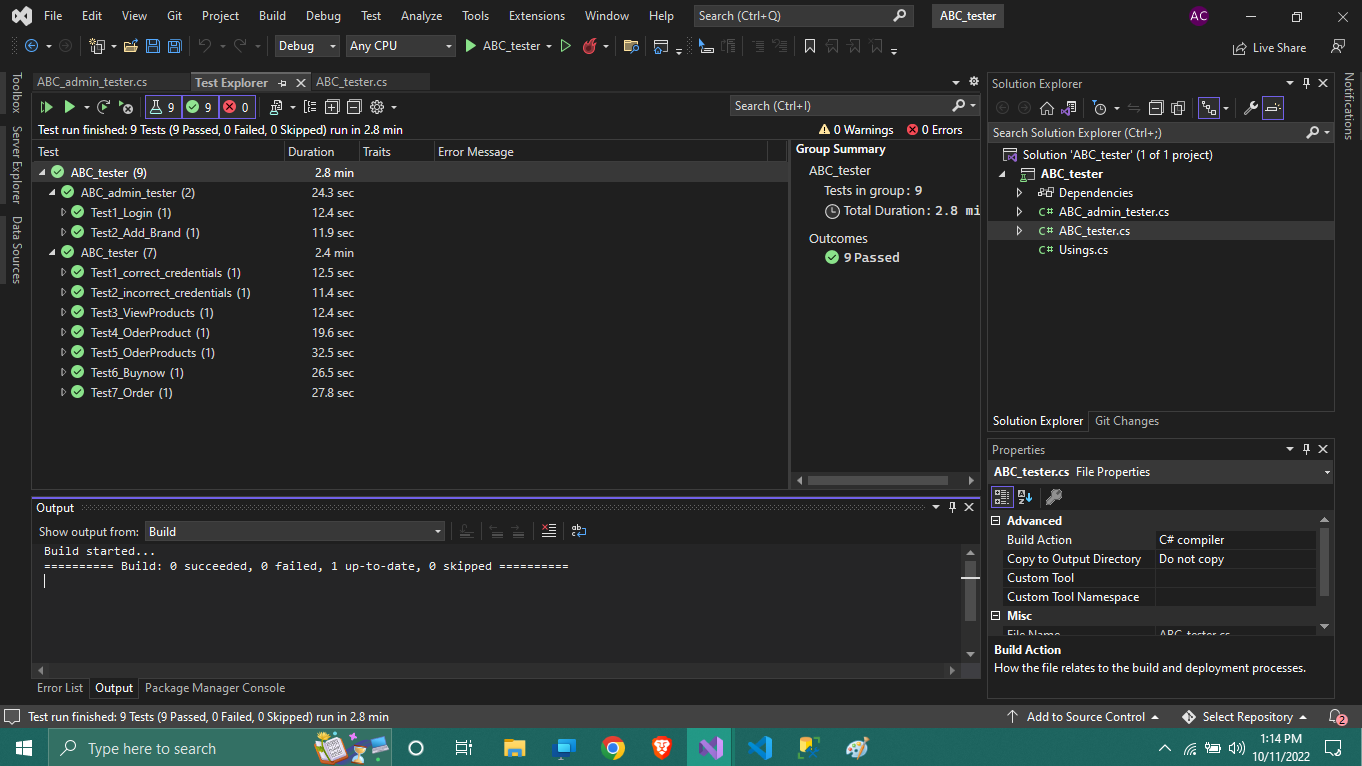 File Edit View Git Project Build Debug Test Analyze Tools Extensions Window Help Search (Ctrl+Q) ABC_tester AC
Debug Any CPU ABC_tester Live Share
Toolbox
Server Explorer
Data Sources
ABC_admin_tester.cs Test Explorer ABC_tester.cs
9 9 0 Search (Ctrl+I)
Test run finished: 9 Tests (9 Passed, 0 Failed, 0 Skipped) run in 2.8 min 0 Warnings 0 Errors
Test Duration Traits Error Message
ABC_tester (9) 2.8 min
ABC_admin_tester (2) 24.3 sec
Test1_Login (1) 12.4 sec
Test2_Add_Brand (1) 11.9 sec
ABC_tester (7) 2.4 min
Test1_correct_credentials (1) 12.5 sec
Test2_incorrect_credentials (1) 11.4 sec
Test3_ViewProducts (1) 12.4 sec
Test4_OderProduct (1) 19.6 sec
Test5_OderProducts (1) 32.5 sec
Test6_Buynow (1) 26.5 sec
Test7_Order (1) 27.8 sec
Group Summary
ABC_tester
Tests in group: 9
Total Duration: 2.8 mi
Outcomes
9 Passed
Solution Explorer
Search Solution Explorer (Ctrl+;)
Solution 'ABC_tester' (1 of 1 project)
ABC_tester
Dependencies
C# ABC_admin_tester.cs
C# ABC_tester.cs
C# Usings.cs
Solution Explorer Git Changes
Notifications
Properties
ABC_tester.cs File Properties
Advanced
Build Action C# compiler
Copy to Output Directory Do not copy
Custom Tool
Custom Tool Namespace
Misc
File Name ABC_tester.cs
Build Action
How the file relates to the build and deployment processes.
Output
Show output from: Build
Build started...
========== Build: 0 succeeded, 0 failed, 1 up-to-date, 0 skipped ==========
Error List Output Package Manager Console
Test run finished: 9 Tests (9 Passed, 0 Failed, 0 Skipped) run in 2.8 min Add to Source Control Select Repository 2
Type here to search
1:14 PM
10/11/2022
2